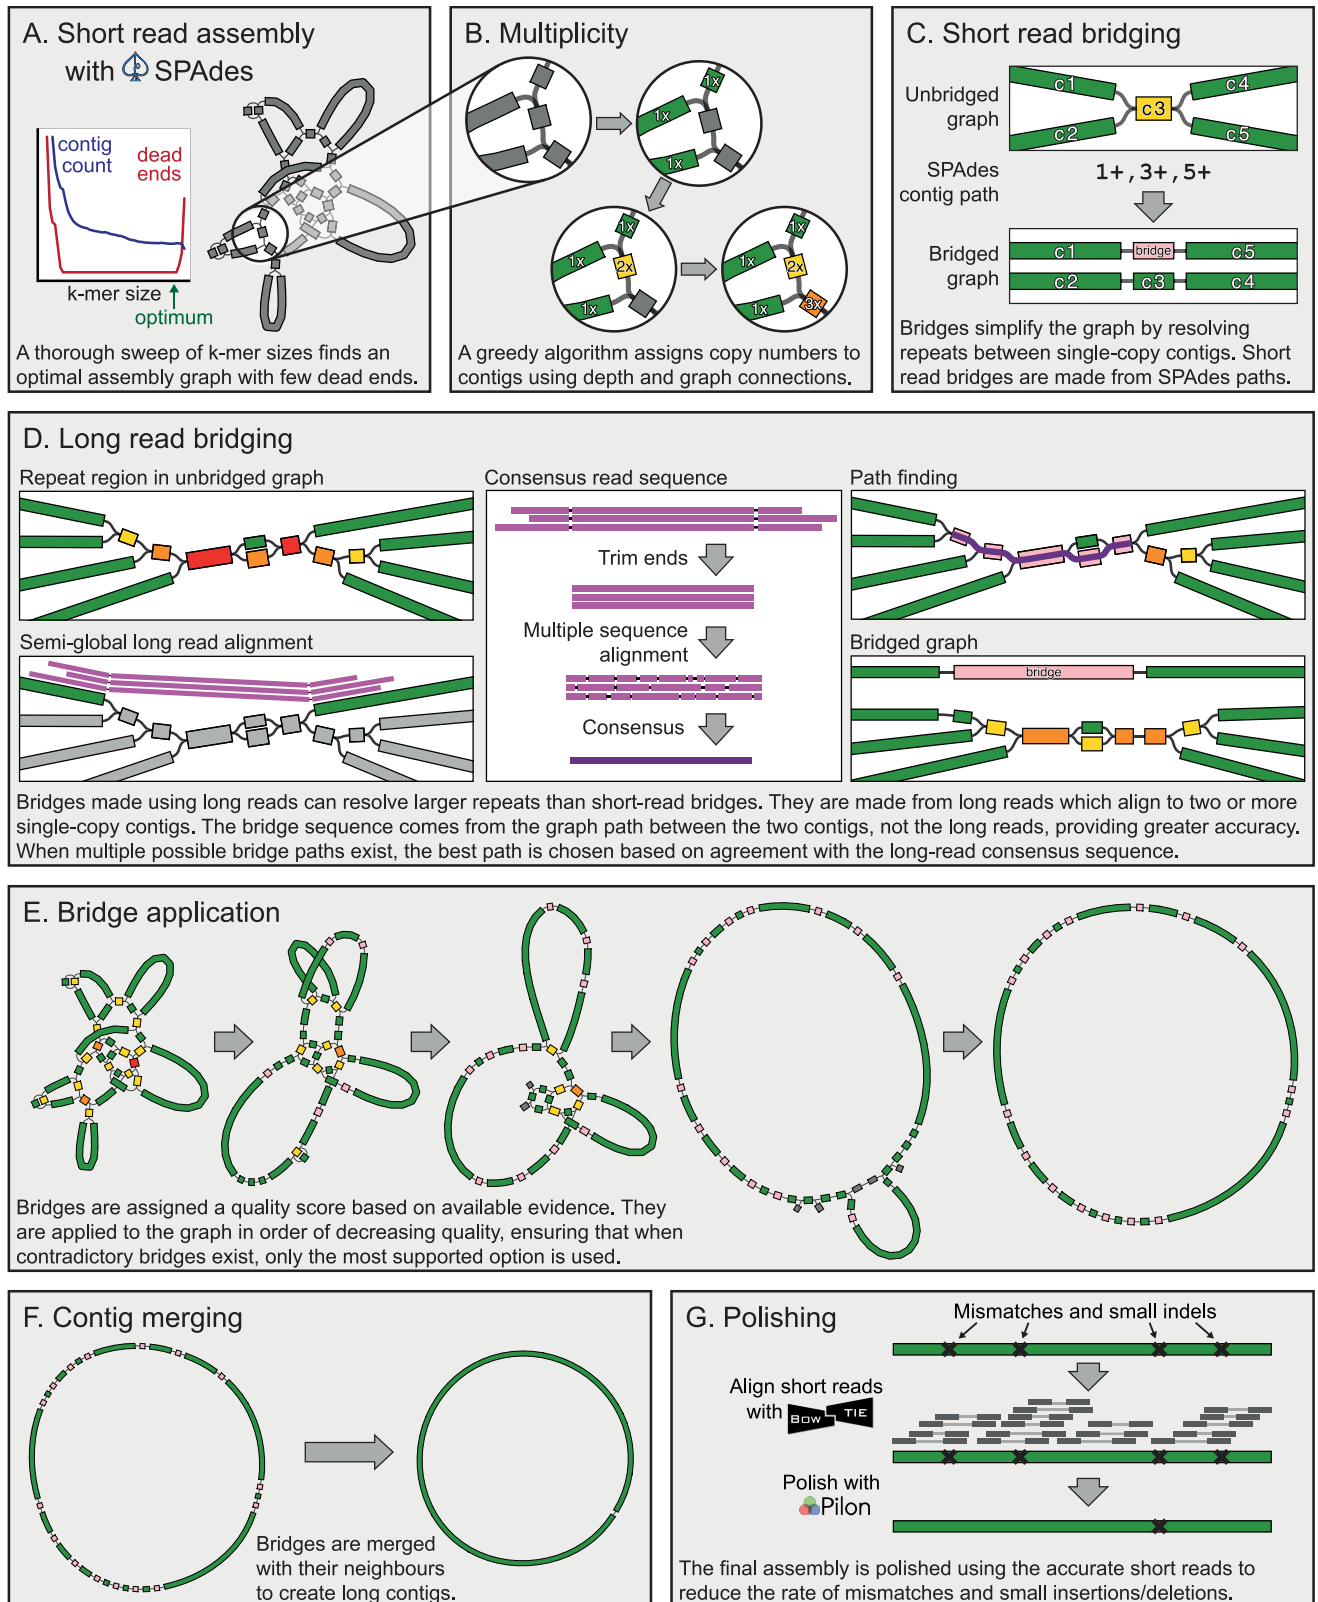 A. Short read assembly
with SPAdes
contig
count
dead
ends
k-mer size
optimum
A thorough sweep of k-mer sizes finds an
optimal assembly graph with few dead ends.
B. Multiplicity
1x
1x
1x
1x
1x
2x
1x
1x
1x
2x
1x
3x
A greedy algorithm assigns copy numbers to
contigs using depth and graph connections.
C. Short read bridging
Unbridged
graph
c1
c4
c3
c2
c5
SPAdes
contig path
1+,3+,5+
Bridged
graph
c1
bridge
c5
c2
c3
c4
Bridges simplify the graph by resolving
repeats between single-copy contigs. Short
read bridges are made from SPAdes paths.
D. Long read bridging
Repeat region in unbridged graph
Semi-global long read alignment
Consensus read sequence
Trim ends
Multiple sequence
alignment
Consensus
Path finding
Bridged graph
bridge
Bridges made using long reads can resolve larger repeats than short-read bridges. They are made from long reads which align to two or more
single-copy contigs. The bridge sequence comes from the graph path between the two contigs, not the long reads, providing greater accuracy.
When multiple possible bridge paths exist, the best path is chosen based on agreement with the long-read consensus sequence.
E. Bridge application
Bridges are assigned a quality score based on available evidence. They
are applied to the graph in order of decreasing quality, ensuring that when
contradictory bridges exist, only the most supported option is used.
F. Contig merging
Bridges are merged
with their neighbours
to create long contigs.
G. Polishing
Mismatches and small indels
Align short reads
with BOW TIE
Polish with
Pilon
The final assembly is polished using the accurate short reads to
reduce the rate of mismatches and small insertions/deletions.